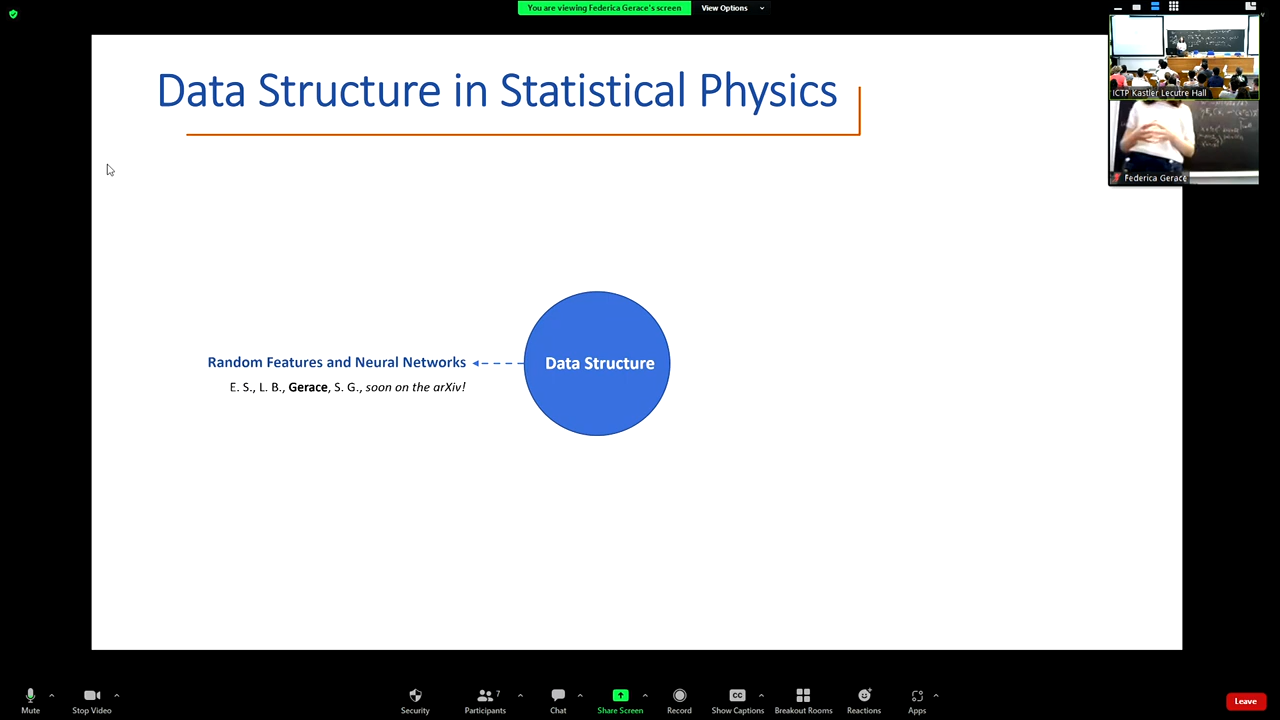 You are viewing Federica Gerace's screen
View Options
Data Structure in Statistical Physics
ICTP Kastler Lecutre Hall
Federica Gerace
Random Features and Neural Networks
Data Structure
E. S., L. B., Gerace, S. G., soon on the arXiv!
Mute
Stop Video
Security
Participants
7
Chat
Share Screen
Record
Show Captions
Breakout Rooms
Reactions
Apps
Leave